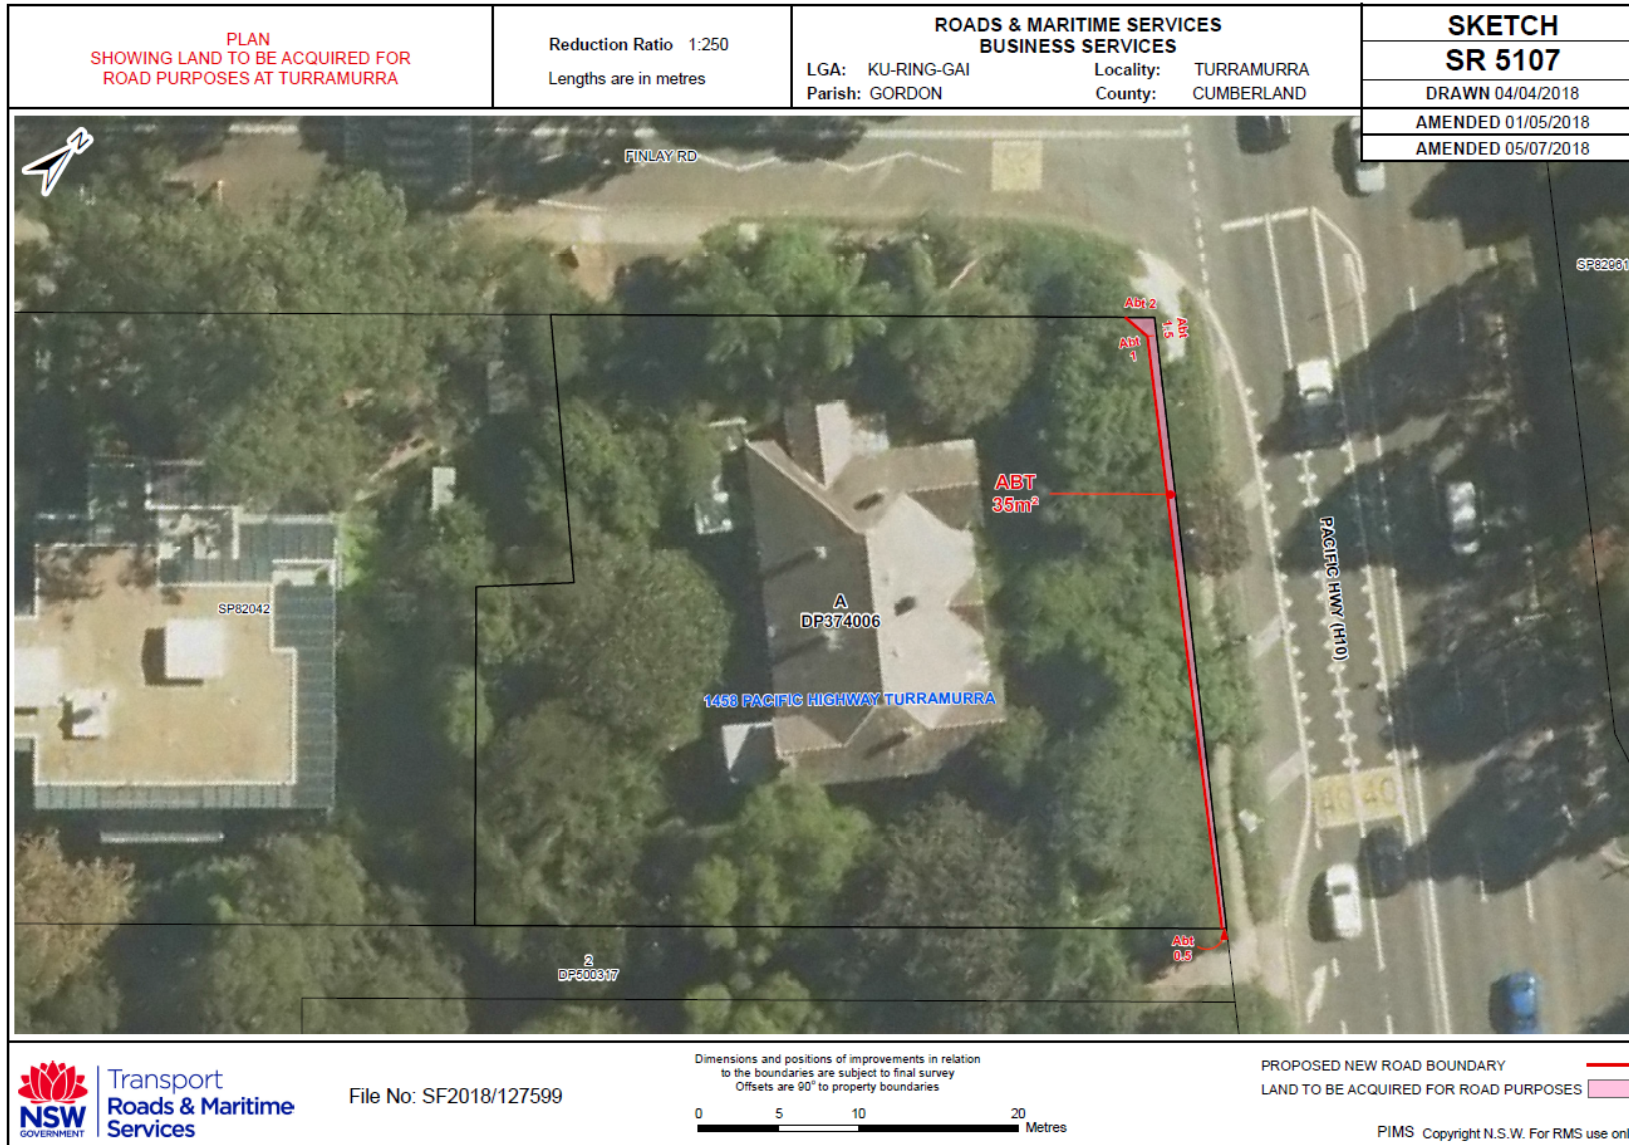 PLAN
SHOWING LAND TO BE ACQUIRED FOR
ROAD PURPOSES AT TURRAMURRA
Reduction Ratio 1:250
Lengths are in metres
ROADS & MARITIME SERVICES
BUSINESS SERVICES
LGA: KU-RING-GAI Locality: TURRAMURRA
Parish: GORDON County: CUMBERLAND
SKETCH
SR 5107
DRAWN 04/04/2018
AMENDED 01/05/2018
AMENDED 05/07/2018
N
FINLAY RD
SP82961
Abt 2
Abt
1.5
Abt
1
ABT
35m²
PACIFIC HWY (H10)
A
DP374006
SP82042
1458 PACIFIC HIGHWAY TURRAMURRA
40 40
Abt
0.5
2
DP500317
NSW
GOVERNMENT
Transport
Roads & Maritime
Services
File No: SF2018/127599
Dimensions and positions of improvements in relation
to the boundaries are subject to final survey
Offsets are 90° to property boundaries
0 5 10 20
Metres
PROPOSED NEW ROAD BOUNDARY
LAND TO BE ACQUIRED FOR ROAD PURPOSES
PIMS Copyright N.S.W. For RMS use onl